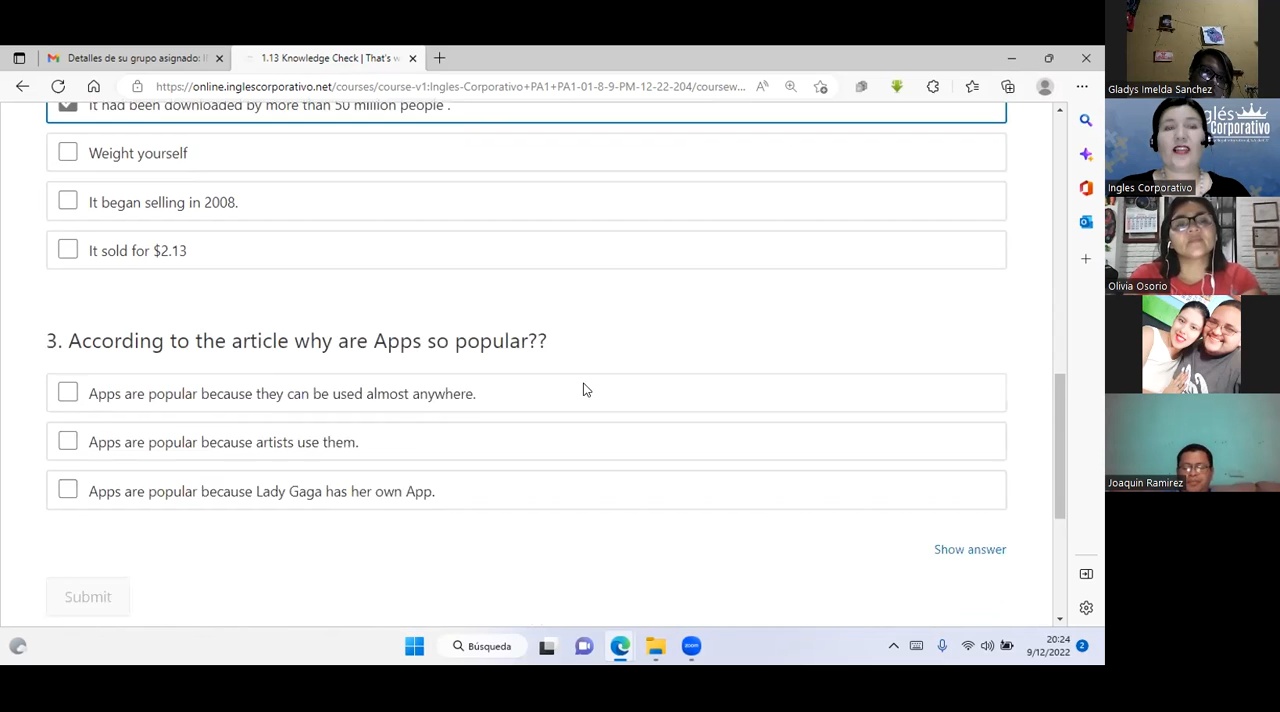 Detalles de su grupo asignado: I
1.13 Knowledge Check | That's w
https://online.inglescorporativo.net/courses/course-v1:Ingles-Corporativo+PA1+PA1-01-8-9-PM-12-22-204/coursew...
It had been downloaded by more than 50 million people .
Weight yourself
It began selling in 2008.
It sold for $2.13
3. According to the article why are Apps so popular??
Apps are popular because they can be used almost anywhere.
Apps are popular because artists use them.
Apps are popular because Lady Gaga has her own App.
Show answer
Submit
Búsqueda
zoom
20:24
9/12/2022
2
Gladys Imelda Sanchez
glés
Corporativo
Ingles Corporativo
Olivia Osorio
Joaquin Ramirez